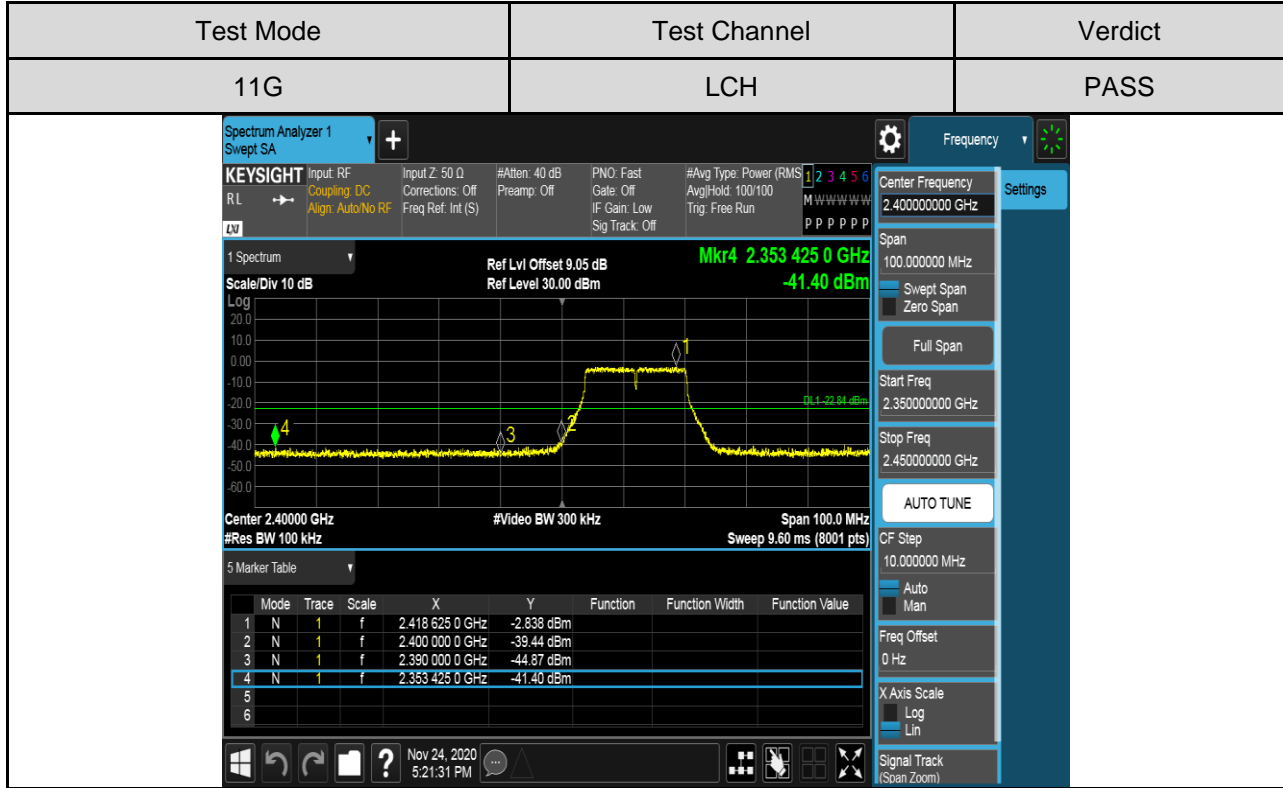 Test Mode Test Channel Verdict
11G LCH PASS
Spectrum Analyzer 1
Swept SA
+
Frequency
KEYSIGHT
RL
LXI
Input: RF
Coupling: DC
Align: Auto/No RF
Input Z: 50 Ω
Corrections: Off
Freq Ref: Int (S)
#Atten: 40 dB
Preamp: Off
PNO: Fast
Gate: Off
IF Gain: Low
Sig Track: Off
#Avg Type: Power (RMS
Avg|Hold: 100/100
Trig: Free Run
1 2 3 4 5 6
M W W W W W
P P P P P P
1 Spectrum
Scale/Div 10 dB
Ref Lvl Offset 9.05 dB
Ref Level 30.00 dBm
Mkr4 2.353 425 0 GHz
-41.40 dBm
Log
20.0
10.0
0.00
-10.0
-20.0
-30.0
-40.0
-50.0
-60.0
1
DL1 -22.84 dBm
2
3
4
Center 2.40000 GHz #Video BW 300 kHz Span 100.0 MHz
#Res BW 100 kHz Sweep 9.60 ms (8001 pts)
5 Marker Table
Mode Trace Scale X Y Function Function Width Function Value
1 N 1 f 2.418 625 0 GHz -2.838 dBm
2 N 1 f 2.400 000 0 GHz -39.44 dBm
3 N 1 f 2.390 000 0 GHz -44.87 dBm
4 N 1 f 2.353 425 0 GHz -41.40 dBm
5
6
?
Nov 24, 2020
5:21:31 PM
Center Frequency
2.400000000 GHz
Settings
Span
100.000000 MHz
Swept Span
Zero Span
Full Span
Start Freq
2.350000000 GHz
Stop Freq
2.450000000 GHz
AUTO TUNE
CF Step
10.000000 MHz
Auto
Man
Freq Offset
0 Hz
X Axis Scale
Log
Lin
Signal Track
(Span Zoom)